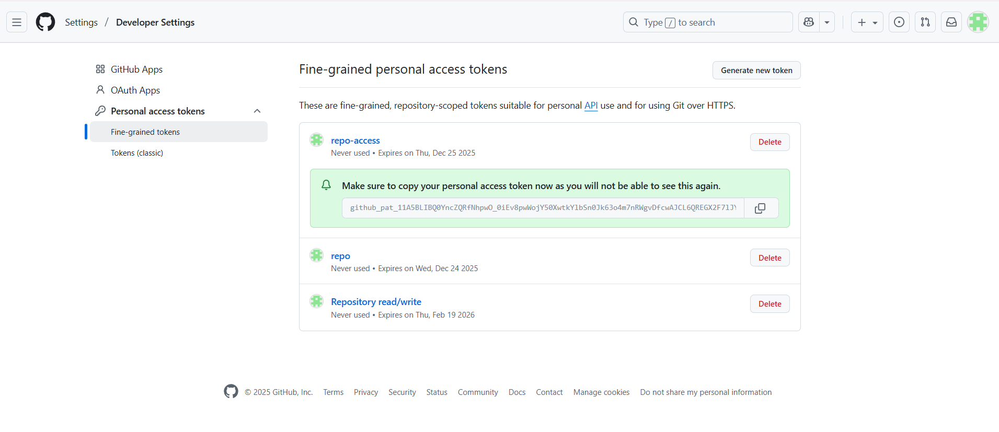 Settings / Developer Settings
Type / to search
GitHub Apps
OAuth Apps
Personal access tokens
Fine-grained tokens
Tokens (classic)
Fine-grained personal access tokens
Generate new token
These are fine-grained, repository-scoped tokens suitable for personal API use and for using Git over HTTPS.
repo-access
Delete
Never used • Expires on Thu, Dec 25 2025
Make sure to copy your personal access token now as you will not be able to see this again.
repo
Delete
Never used • Expires on Wed, Dec 24 2025
Repository read/write
Delete
Never used • Expires on Thu, Feb 19 2026
© 2025 GitHub, Inc. Terms Privacy Security Status Community Docs Contact Manage cookies Do not share my personal information